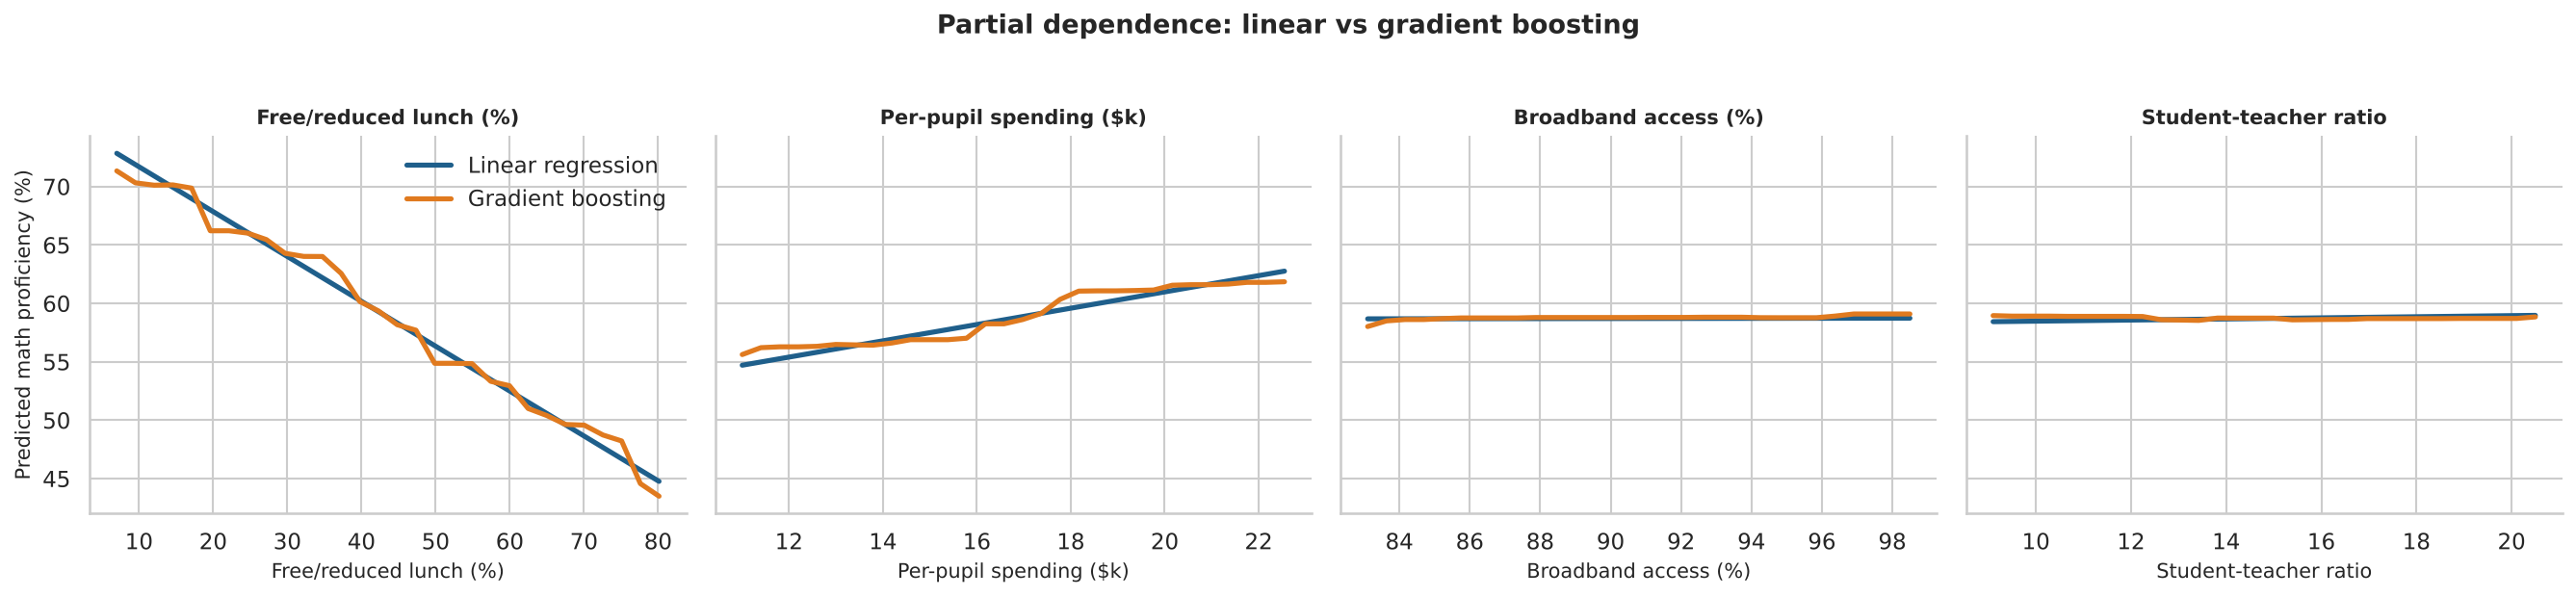 Partial dependence: linear vs gradient boosting
Free/reduced lunch (%)
Per-pupil spending ($k)
Broadband access (%)
Student-teacher ratio
Predicted math proficiency (%)
Linear regression
Gradient boosting
70
65
60
55
50
45
10 20 30 40 50 60 70 80
12 14 16 18 20 22
84 86 88 90 92 94 96 98
10 12 14 16 18 20
Free/reduced lunch (%)
Per-pupil spending ($k)
Broadband access (%)
Student-teacher ratio